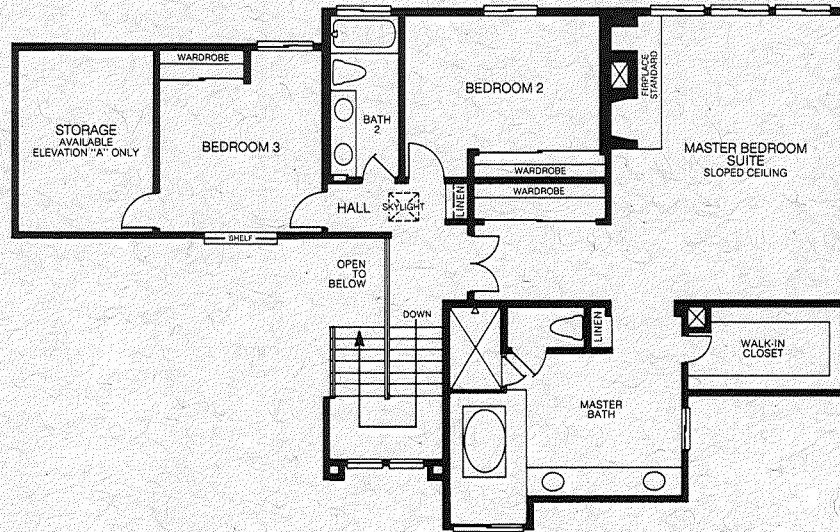 WARDROBE
STORAGE
AVAILABLE
ELEVATION "A" ONLY
BEDROOM 3
BATH
2
BEDROOM 2
WARDROBE
FIREPLACE
STANDARD
MASTER BEDROOM
SUITE
SLOPED CEILING
HALL
SKYLIGHT
LINEN
WARDROBE
SHELF
OPEN
TO
BELOW
DOWN
LINEN
WALK-IN
CLOSET
MASTER
BATH